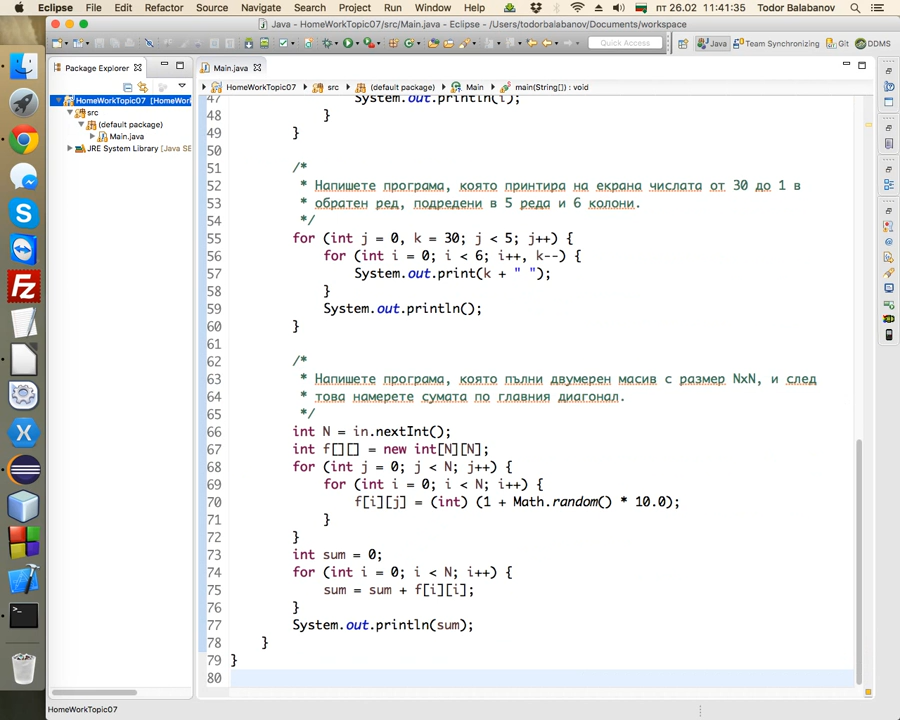 Eclipse File Edit Refactor Source Navigate Search Project Run Window Help пт 26.02 11:41:35 Todor Balabanov
Java - HomeWorkTopic07/src/Main.java - Eclipse - /Users/todorbalabanov/Documents/workspace
Quick Access Java Team Synchronizing Git DDMS
Package Explorer
HomeWorkTopic07 [HomeWork
src
(default package)
Main.java
JRE System Library [Java SE
Main.java
HomeWorkTopic07 src (default package) Main main(String[]) : void
47 System.out.println(i);
48 }
49 }
50
51 /*
52 * Напишете програма, която принтира на екрана числата от 30 до 1 в
53 * обратен ред, подредени в 5 реда и 6 колони.
54 */
55 for (int j = 0, k = 30; j < 5; j++) {
56 for (int i = 0; i < 6; i++, k--) {
57 System.out.print(k + " ");
58 }
59 System.out.println();
60 }
61
62 /*
63 * Напишете програма, която пълни двумерен масив с размер NxN, и след
64 * това намерете сумата по главния диагонал.
65 */
66 int N = in.nextInt();
67 int f[][] = new int[N][N];
68 for (int j = 0; j < N; j++) {
69 for (int i = 0; i < N; i++) {
70 f[i][j] = (int) (1 + Math.random() * 10.0);
71 }
72 }
73 int sum = 0;
74 for (int i = 0; i < N; i++) {
75 sum = sum + f[i][i];
76 }
77 System.out.println(sum);
78 }
79 }
80
HomeWorkTopic07